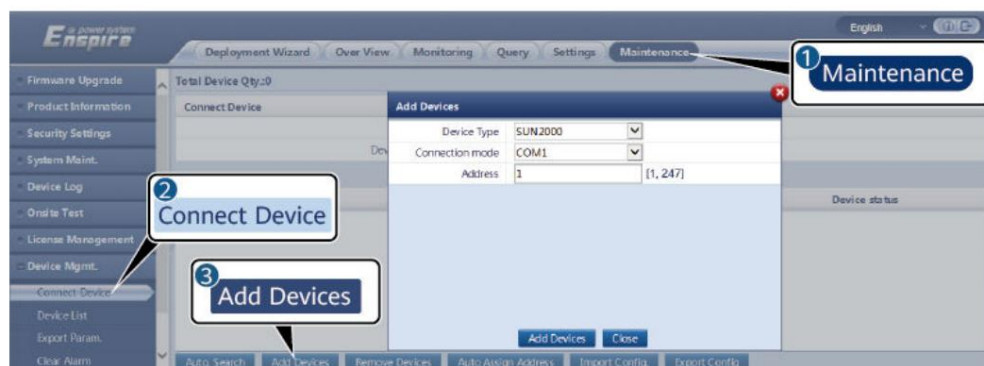 Enspire
English
Deployment Wizard
Over View
Monitoring
Query
Settings
Maintenance
1
Maintenance
Firmware Upgrade
Product Information
Security Settings
System Maint.
Device Log
Onsite Test
License Management
Device Mgmt.
Connect Device
Device List
Export Param.
Clear Alarm
Total Device Qty.:0
Connect Device
Dev
Add Devices
Device Type SUN2000
Connection mode COM1
Address 1 [1, 247]
Device status
2
Connect Device
3
Add Devices
Add Devices Close
Auto Search Add Devices Remove Devices Auto Assign Address Import Config. Export Config